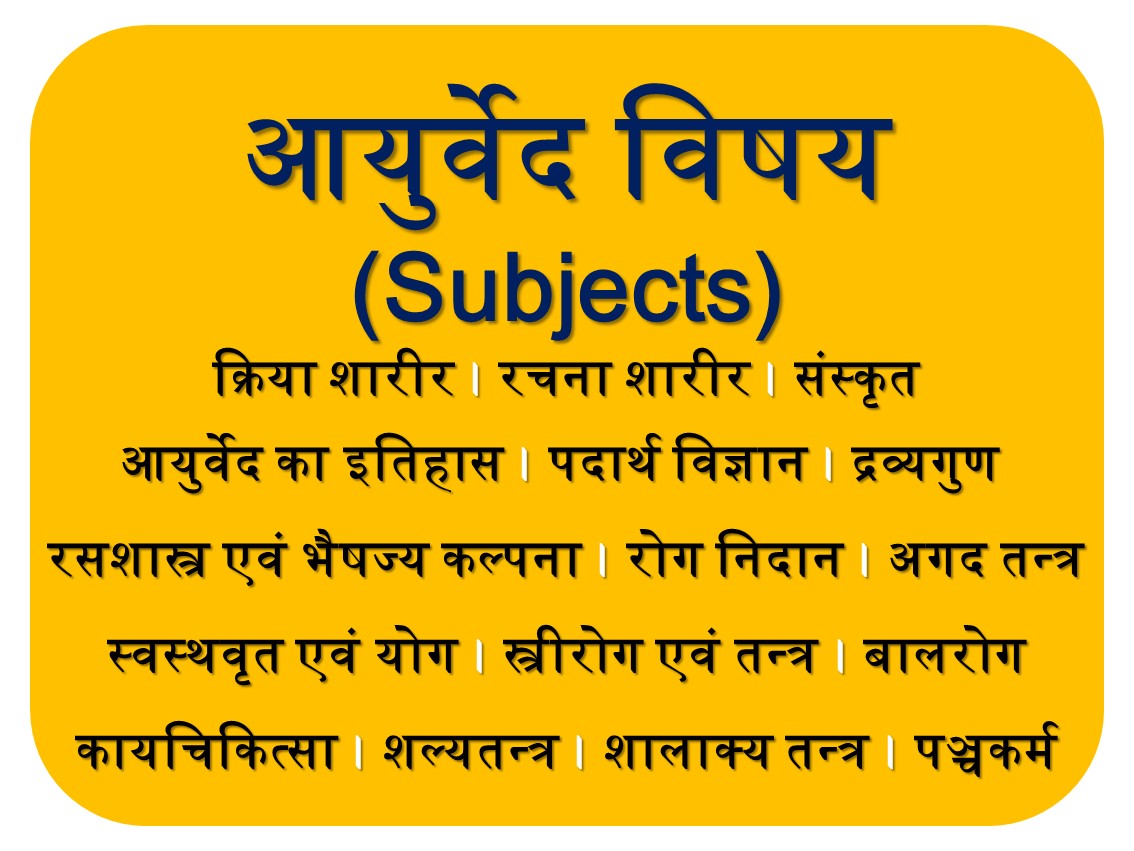 आयुर्वेद विषय
(Subjects)
क्रिया शारीर । रचना शारीर । संस्कृत
आयुर्वेद का इतिहास । पदार्थ विज्ञान । द्रव्यगुण
रसशास्त्र एवं भैषज्य कल्पना । रोग निदान । अगद तन्त्र
स्वस्थवृत एवं योग । स्त्रीरोग एवं तन्त्र । बालरोग
कायचिकित्सा । शल्यतन्त्र । शालाक्य तन्त्र । पञ्चकर्म